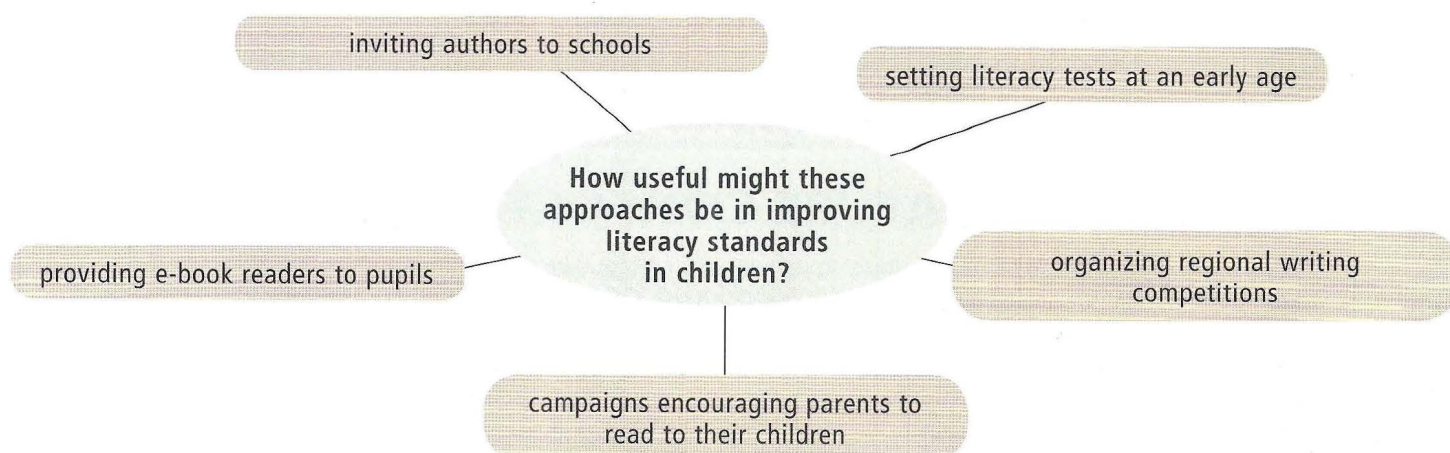 inviting authors to schools
setting literacy tests at an early age
How useful might these
approaches be in improving
literacy standards
in children?
providing e-book readers to pupils
organizing regional writing
competitions
campaigns encouraging parents to
read to their children